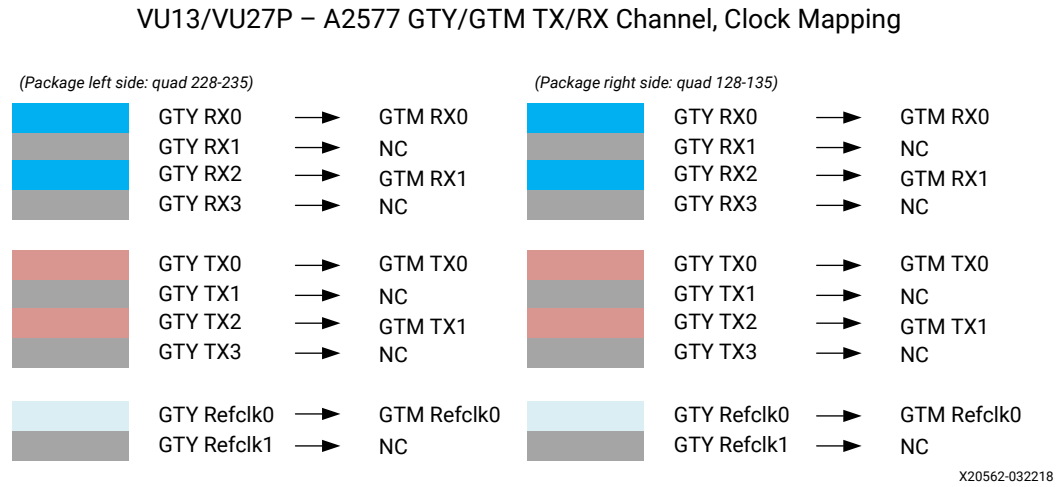 VU13/VU27P – A2577 GTY/GTM TX/RX Channel, Clock Mapping
(Package left side: quad 228-235)
GTY RX0 GTM RX0
GTY RX1 NC
GTY RX2 GTM RX1
GTY RX3 NC
GTY TX0 GTM TX0
GTY TX1 NC
GTY TX2 GTM TX1
GTY TX3 NC
GTY Refclk0 GTM Refclk0
GTY Refclk1 NC
(Package right side: quad 128-135)
GTY RX0 GTM RX0
GTY RX1 NC
GTY RX2 GTM RX1
GTY RX3 NC
GTY TX0 GTM TX0
GTY TX1 NC
GTY TX2 GTM TX1
GTY TX3 NC
GTY Refclk0 GTM Refclk0
GTY Refclk1 NC
X20562-032218